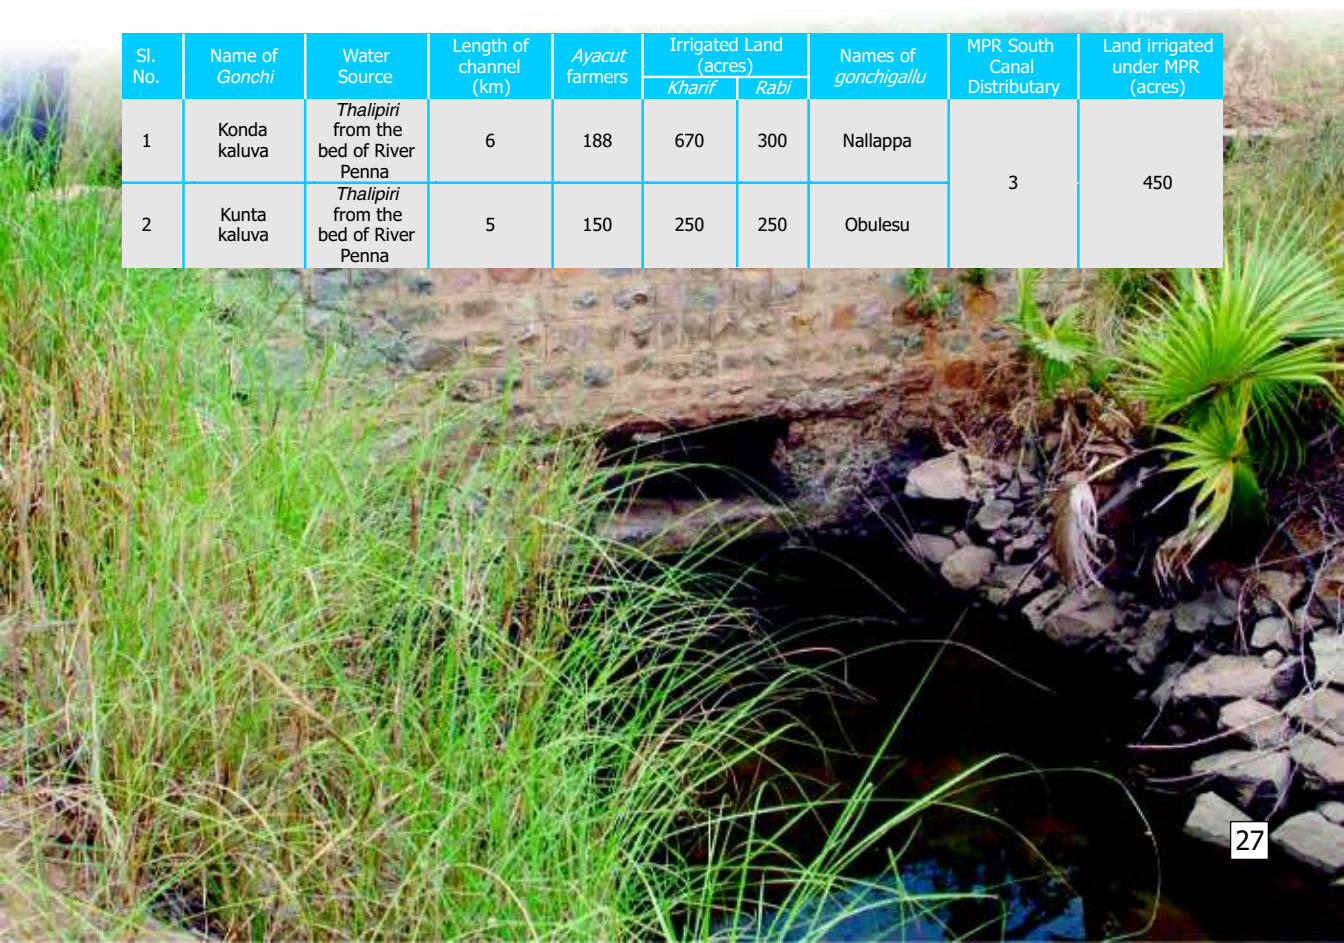 Sl. No.
Name of Gonchi
Water Source
Length of channel (km)
Ayacut farmers
Irrigated Land (acres)
Kharif
Rabi
Names of gonchigallu
MPR South Canal Distributary
Land irrigated under MPR (acres)
1
Konda kaluva
Thalipiri from the bed of River Penna
6
188
670
300
Nallappa
3
450
2
Kunta kaluva
Thalipiri from the bed of River Penna
5
150
250
250
Obulesu
27